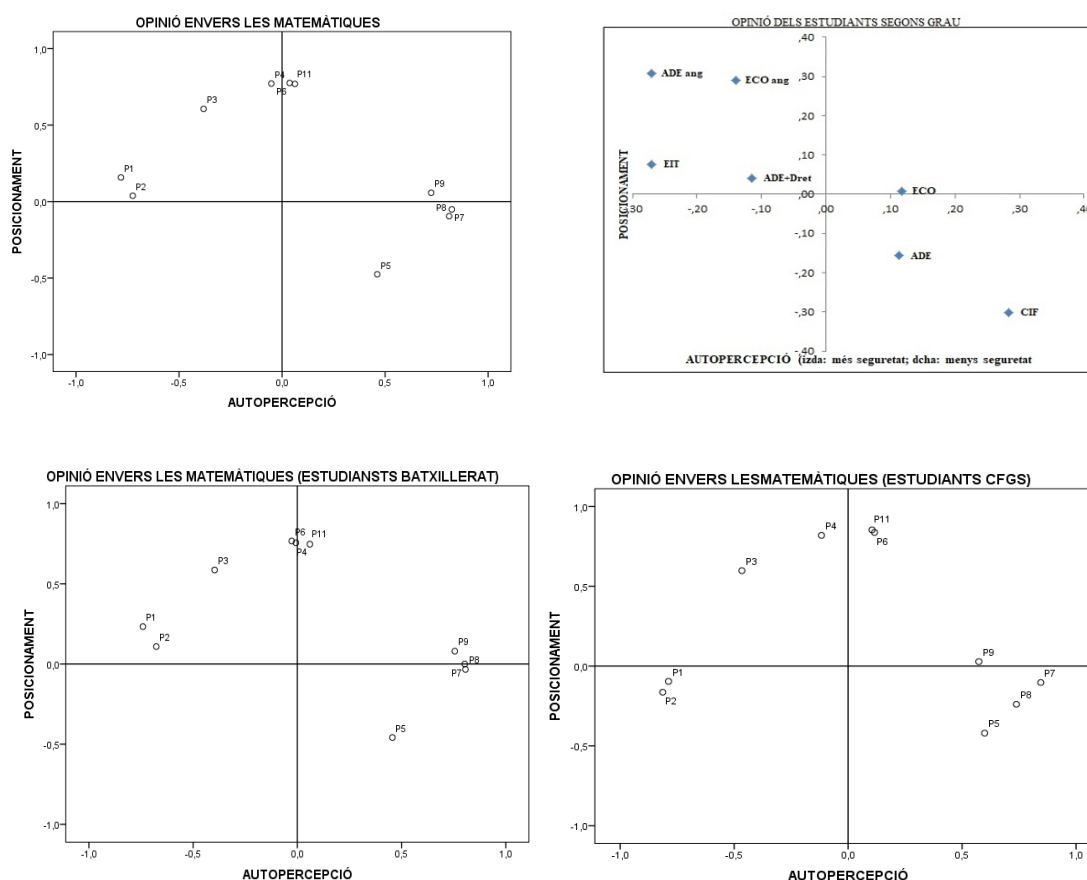 OPINIÓ ENVERS LES MATEMÀTIQUES
1,0
0,5
0,0
-0,5
-1,0
POSICIONAMENT
P4
P11
P6
P3
P1
P2
P9
P8
P7
P5
-1,0 -0,5 0,0 0,5 1,0
AUTOPERCEPCIÓ
OPINIÓ DELS ESTUDIANTS SEGONS GRAU
,40
,30
,20
,10
,00
-,10
-,20
-,30
-,40
POSICIONAMENT
ADE ang
ECO ang
EIT
ADE+Dret
ECO
ADE
CIF
,30 -,20 -,10 ,00 ,10 ,20 ,30 ,40
AUTOPERCEPCIÓ (izda: més seguretat; dcha: menys seguretat
OPINIÓ ENVERS LES MATEMÀTIQUES (ESTUDIANSTS BATXILLERAT)
1,0
0,5
0,0
-0,5
-1,0
POSICIONAMENT
P6
P11
P4
P3
P1
P2
P9
P8
P7
P5
-1,0 -0,5 0,0 0,5 1,0
AUTOPERCEPCIÓ
OPINIÓ ENVERS LESMATEMÀTIQUES (ESTUDIANTS CFGS)
1,0
0,5
0,0
-0,5
-1,0
POSICIONAMENT
P4
P11
P6
P3
P1
P2
P9
P7
P8
P5
-1,0 -0,5 0,0 0,5 1,0
AUTOPERCEPCIÓ